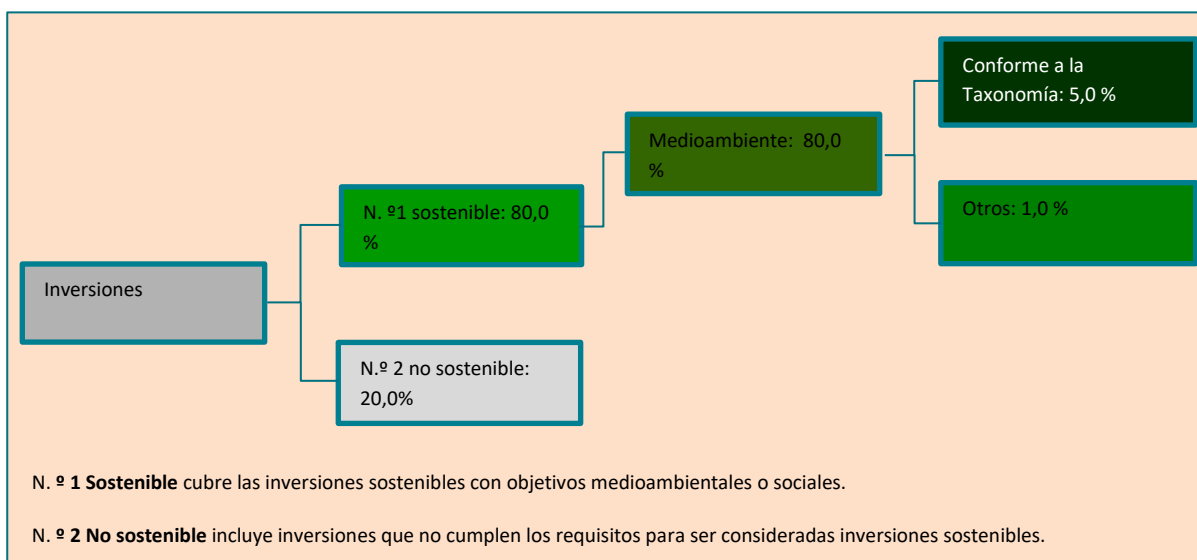 Conforme a la
Taxonomía: 5,0 %
Medioambiente:  80,0
%
N. º1 sostenible: 80,0
%
Otros: 1,0 %
Inversiones
N.º 2 no sostenible:
20,0%
N. º 1 Sostenible cubre las inversiones sostenibles con objetivos medioambientales o sociales.
N. º 2 No sostenible incluye inversiones que no cumplen los requisitos para ser consideradas inversiones sostenibles.